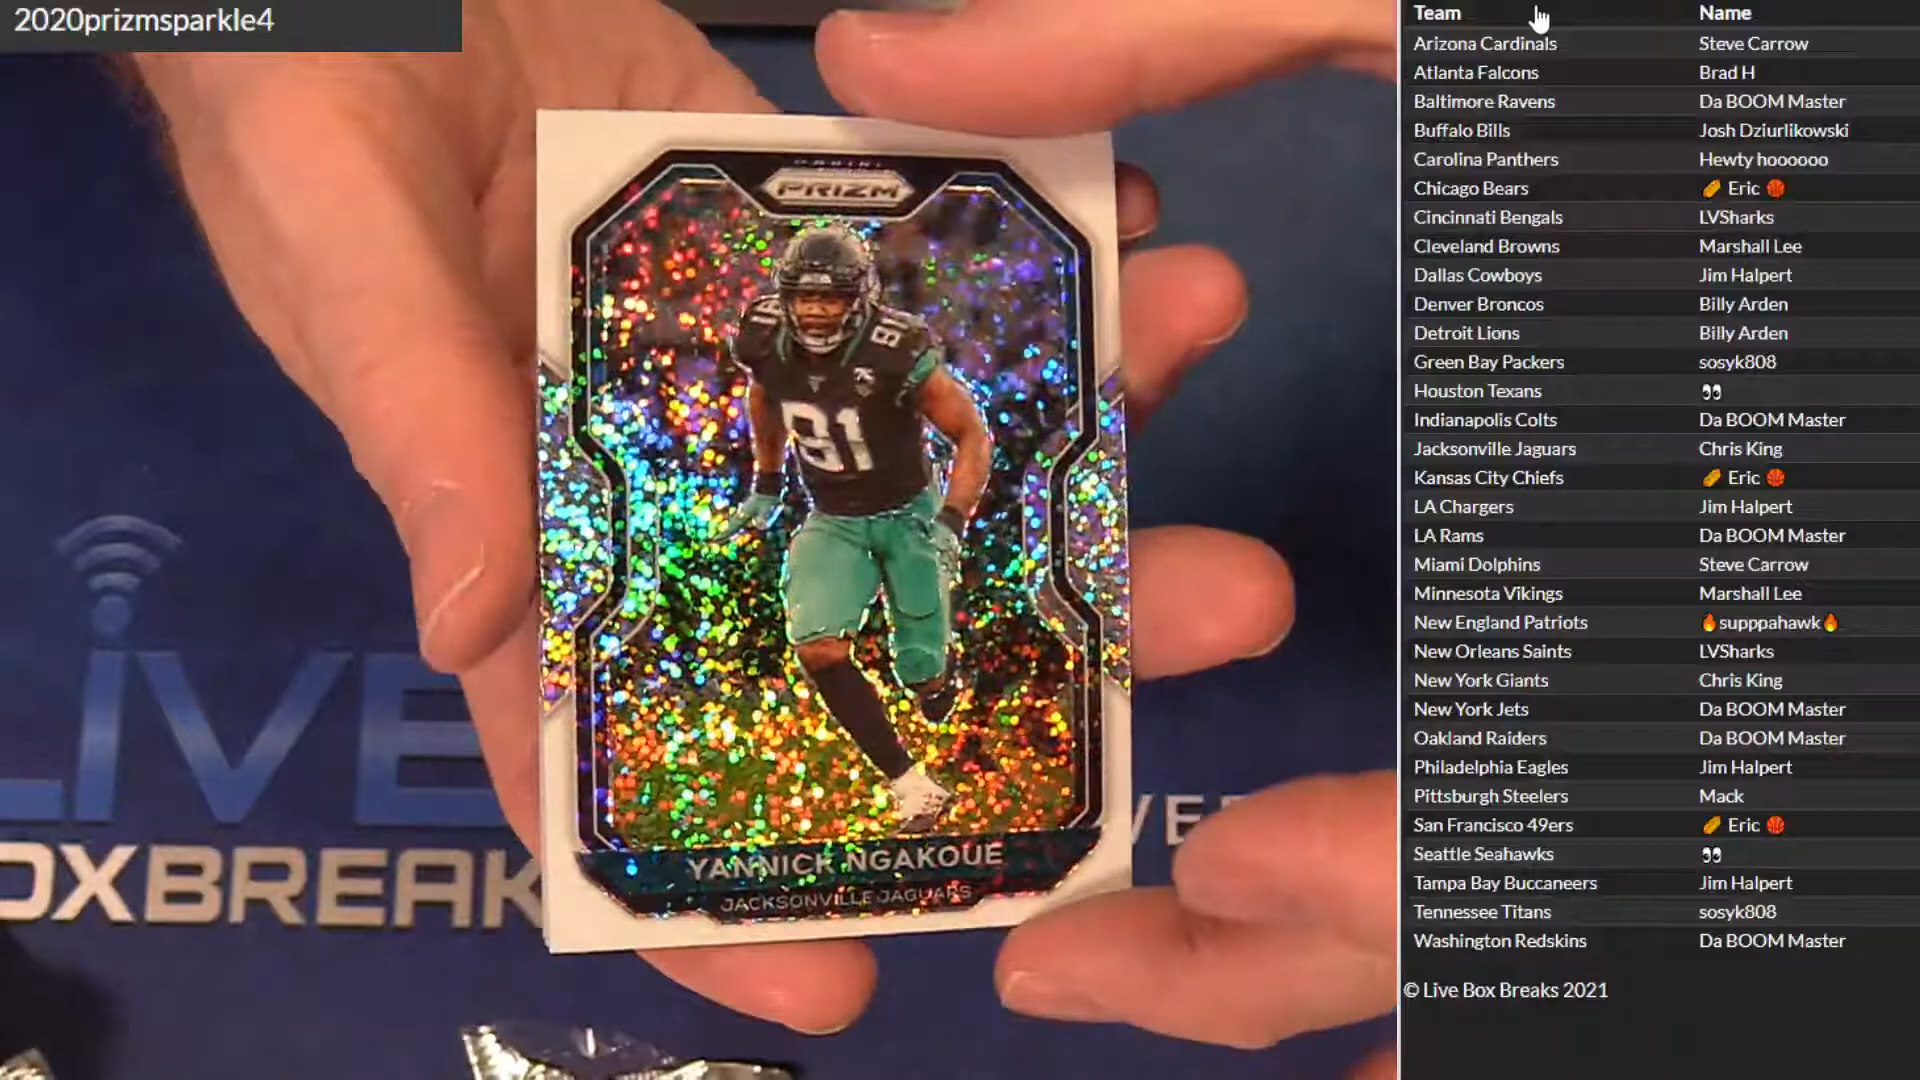 2020prizmsparkle4
PRIZM
81
81
YANNICK NGAKOUE
JACKSONVILLE JAGUARS
LIVE
OXBREAK
Team Name
Arizona Cardinals Steve Carrow
Atlanta Falcons Brad H
Baltimore Ravens Da BOOM Master
Buffalo Bills Josh Dziurlikowski
Carolina Panthers Hewty hoooooo
Chicago Bears Eric
Cincinnati Bengals LVSharks
Cleveland Browns Marshall Lee
Dallas Cowboys Jim Halpert
Denver Broncos Billy Arden
Detroit Lions Billy Arden
Green Bay Packers sosyk808
Houston Texans 👀
Indianapolis Colts Da BOOM Master
Jacksonville Jaguars Chris King
Kansas City Chiefs Eric
LA Chargers Jim Halpert
LA Rams Da BOOM Master
Miami Dolphins Steve Carrow
Minnesota Vikings Marshall Lee
New England Patriots 🔥supppahawk🔥
New Orleans Saints LVSharks
New York Giants Chris King
New York Jets Da BOOM Master
Oakland Raiders Da BOOM Master
Philadelphia Eagles Jim Halpert
Pittsburgh Steelers Mack
San Francisco 49ers Eric
Seattle Seahawks 👀
Tampa Bay Buccaneers Jim Halpert
Tennessee Titans sosyk808
Washington Redskins Da BOOM Master
© Live Box Breaks 2021